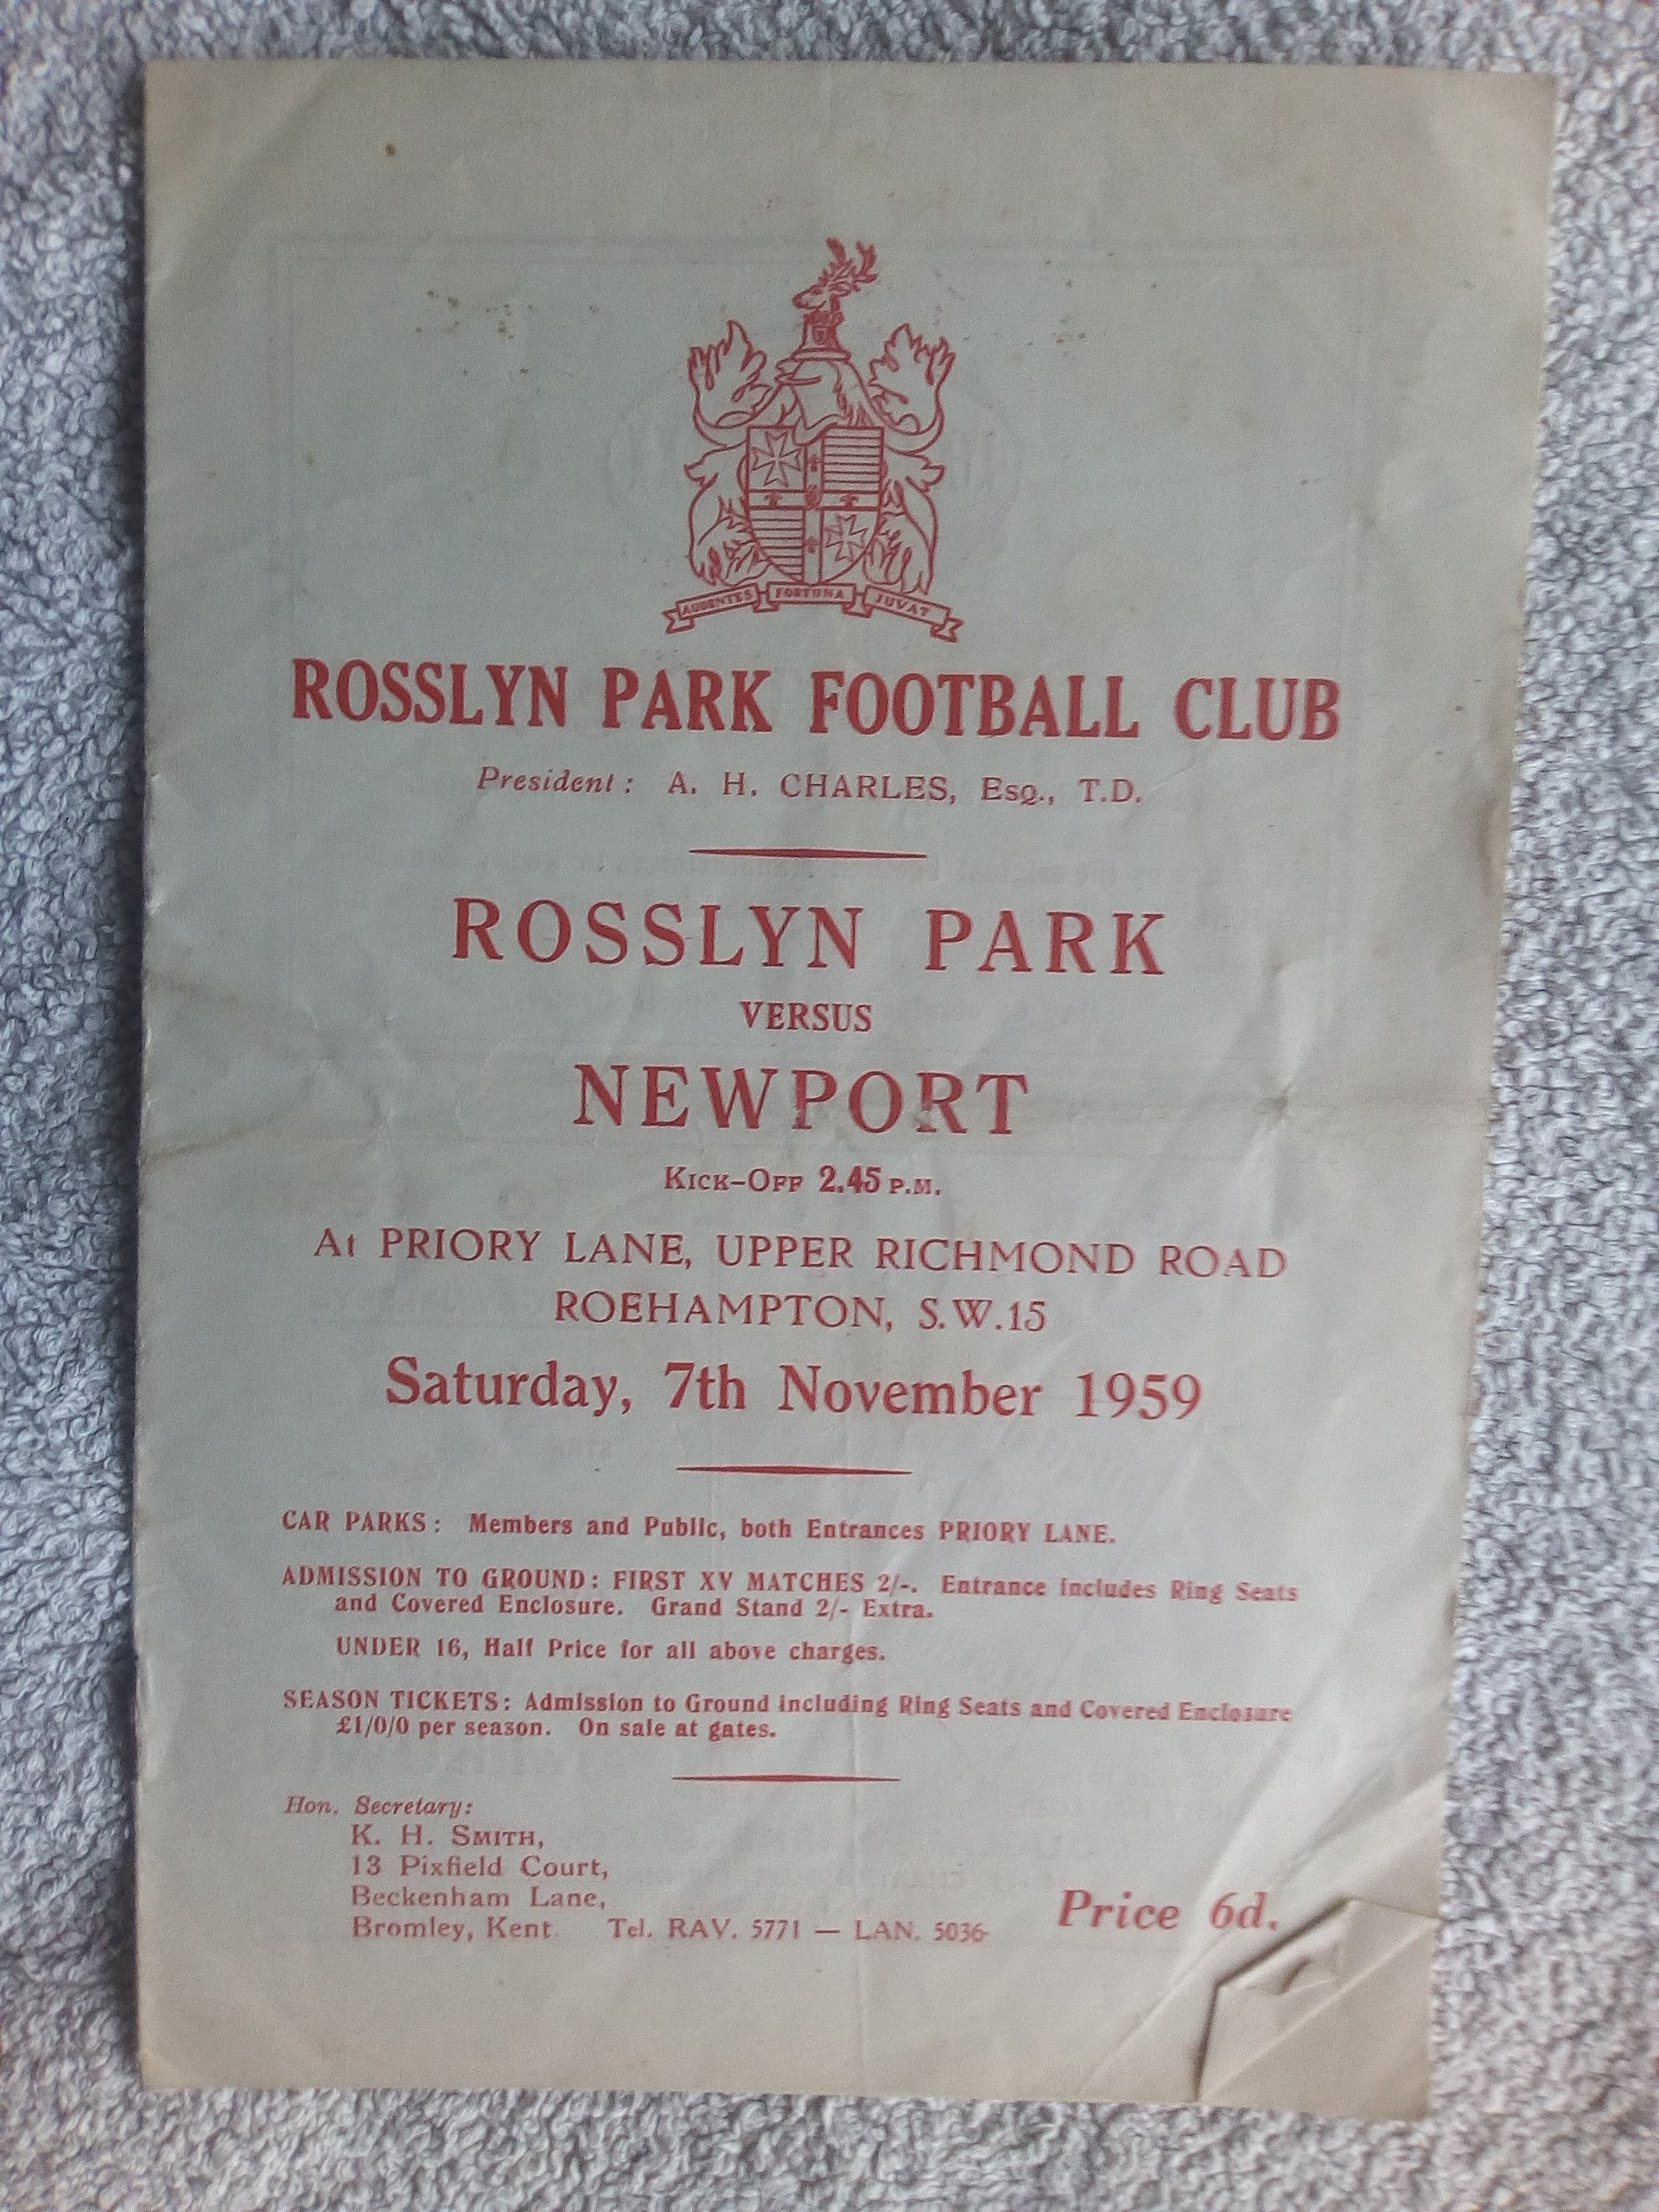 AUDENTES FORTUNA JUVAT
ROSSLYN PARK FOOTBALL CLUB
President: A. H. CHARLES, Esq., T.D.
ROSSLYN PARK
VERSUS
NEWPORT
Kick-Off 2.45 P.M.
At PRIORY LANE, UPPER RICHMOND ROAD
ROEHAMPTON, S.W.15
Saturday, 7th November 1959
CAR PARKS: Members and Public, both Entrances PRIORY LANE.
ADMISSION TO GROUND: FIRST XV MATCHES 2/-. Entrance includes Ring Seats
and Covered Enclosure. Grand Stand 2/- Extra.
UNDER 16, Half Price for all above charges.
SEASON TICKETS: Admission to Ground including Ring Seats and Covered Enclosure
£1/0/0 per season. On sale at gates.
Hon. Secretary:
K. H. SMITH,
13 Pixfield Court,
Beckenham Lane,
Bromley, Kent. Tel. RAV. 5771 — LAN. 5036
Price 6d.